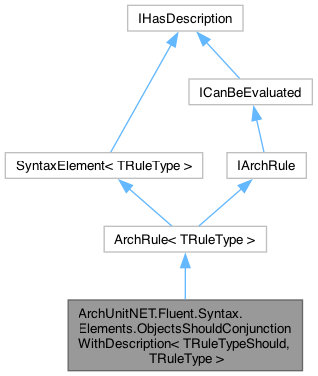 IHasDescription
ICanBeEvaluated
SyntaxElement< TRuleType >
IArchRule
ArchRule< TRuleType >
ArchUnitNET.Fluent.Syntax.
Elements.ObjectsShouldConjunction
WithDescription< TRuleTypeShould,
TRuleType >